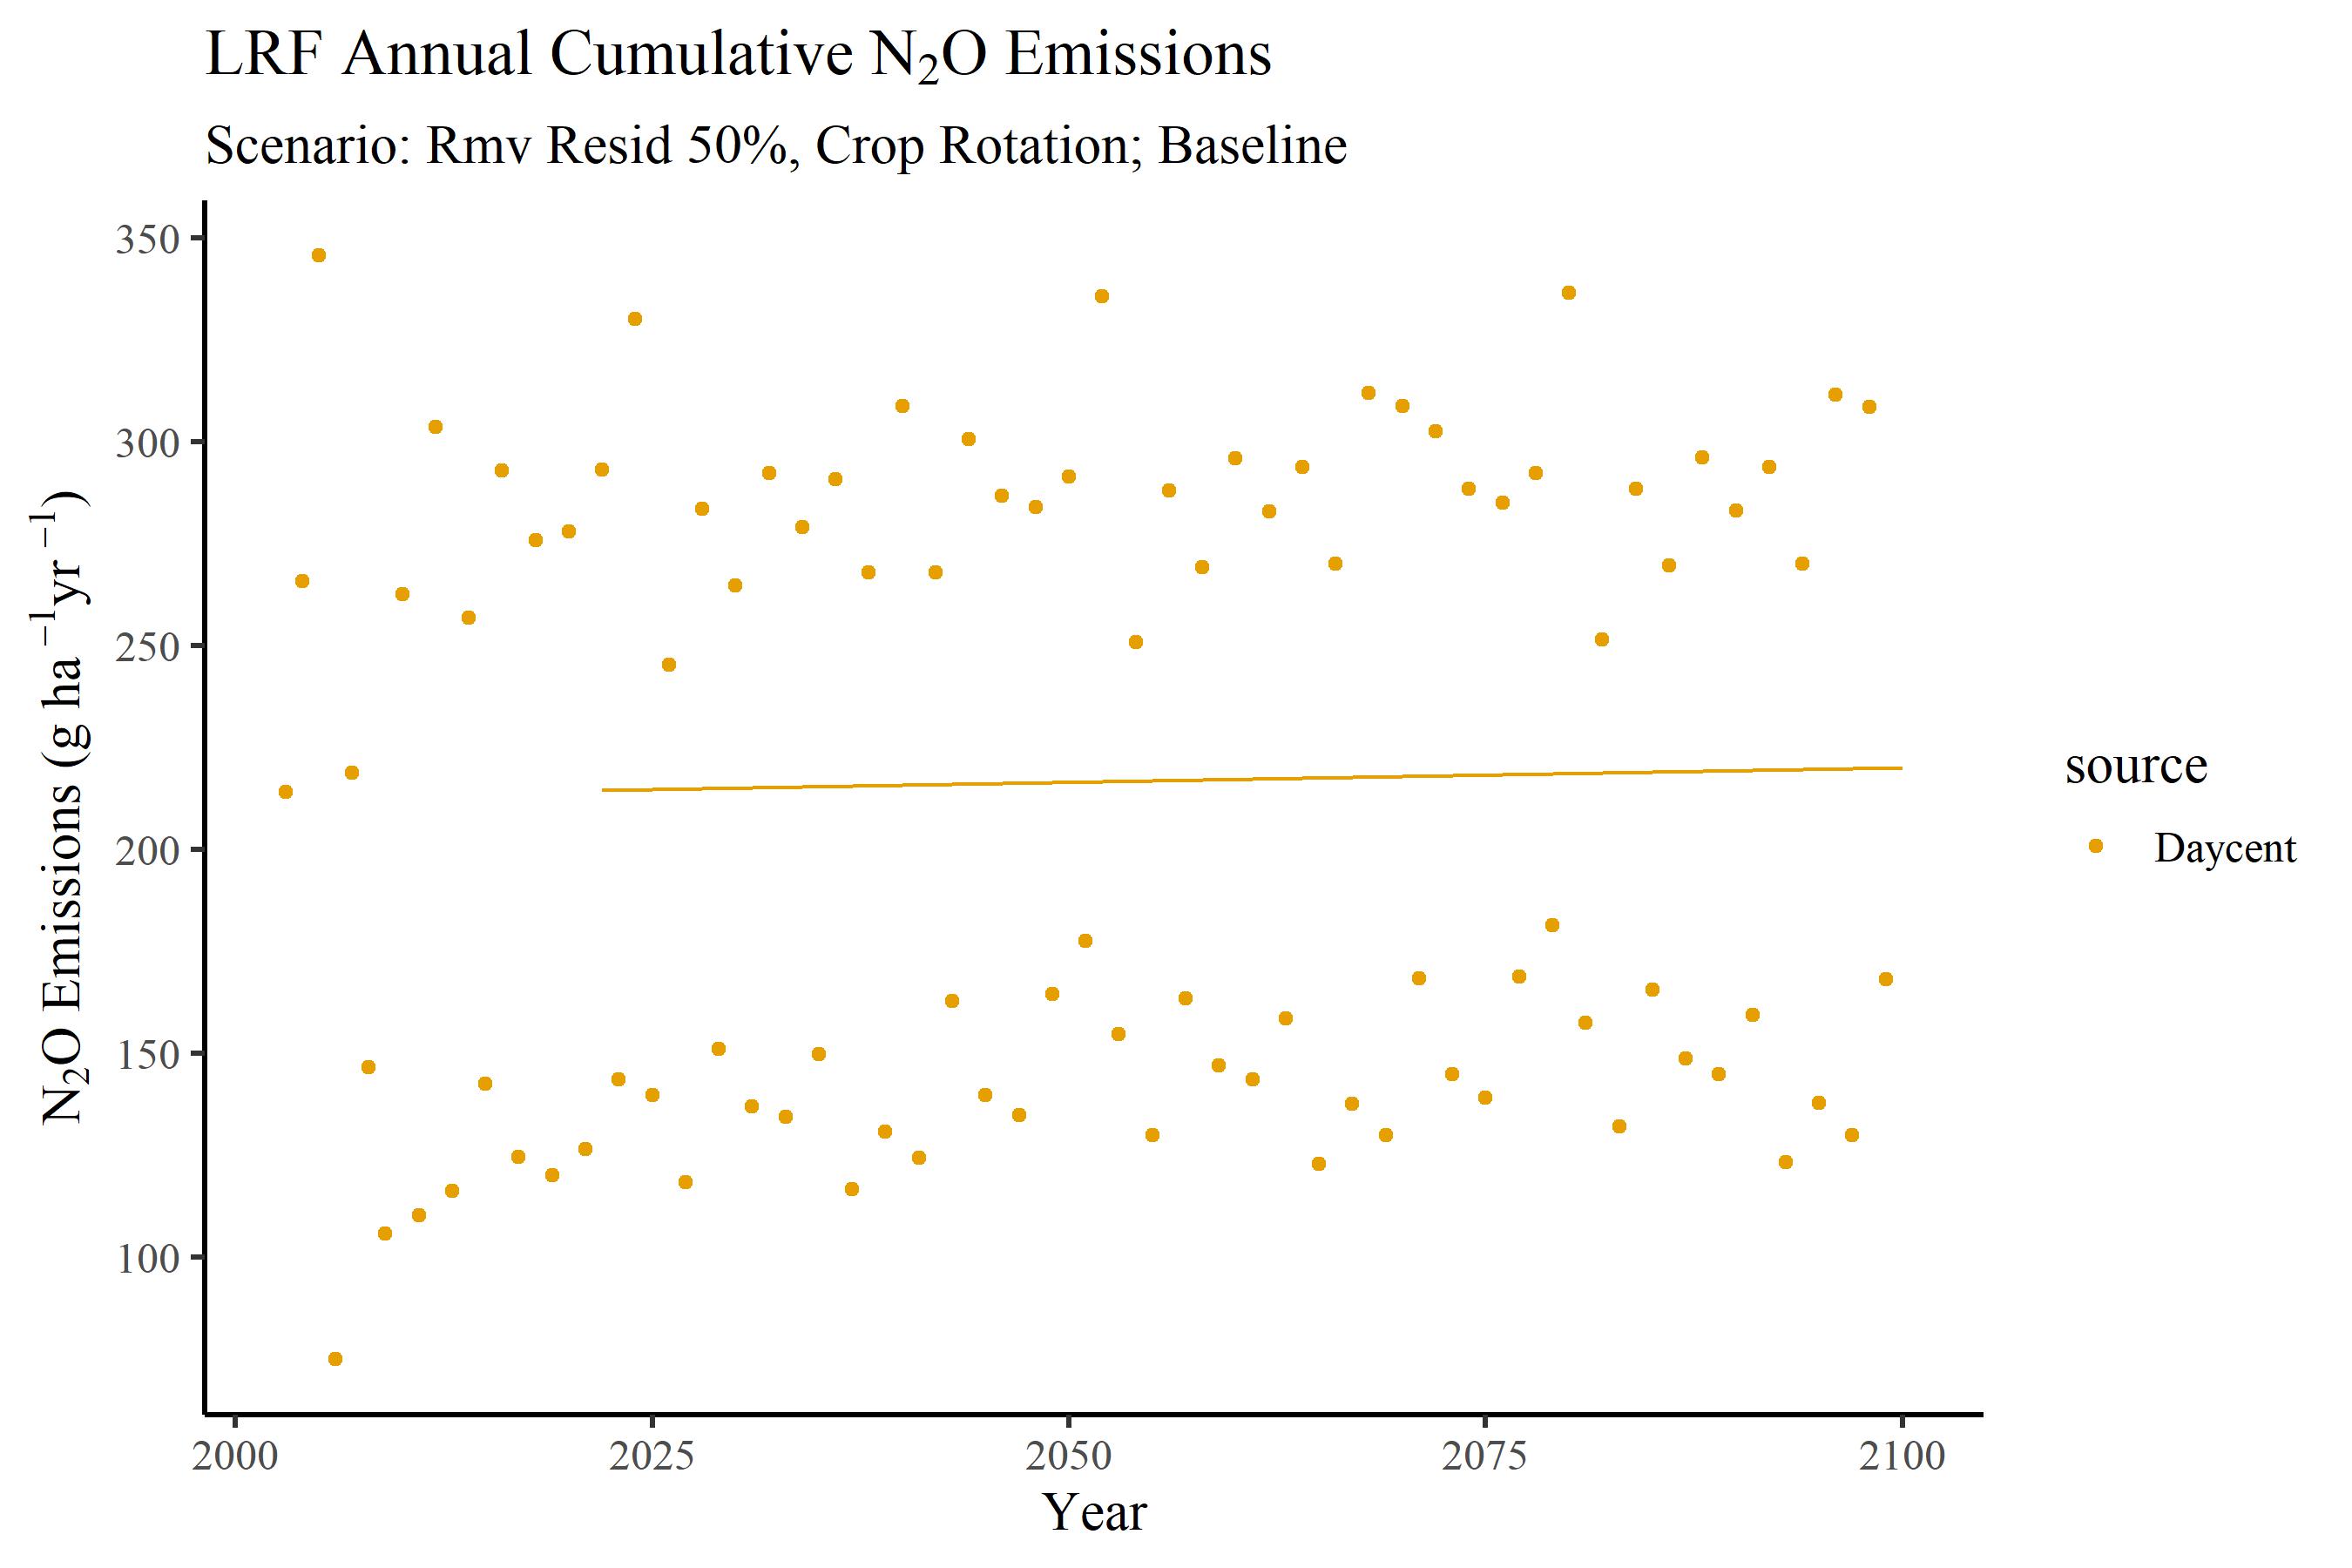 LRF Annual Cumulative N₂O Emissions
Scenario: Rmv Resid 50%, Crop Rotation; Baseline
N₂O Emissions (g ha⁻¹yr⁻¹)
350
300
250
200
150
100
2000 2025 2050 2075 2100
Year
source
Daycent